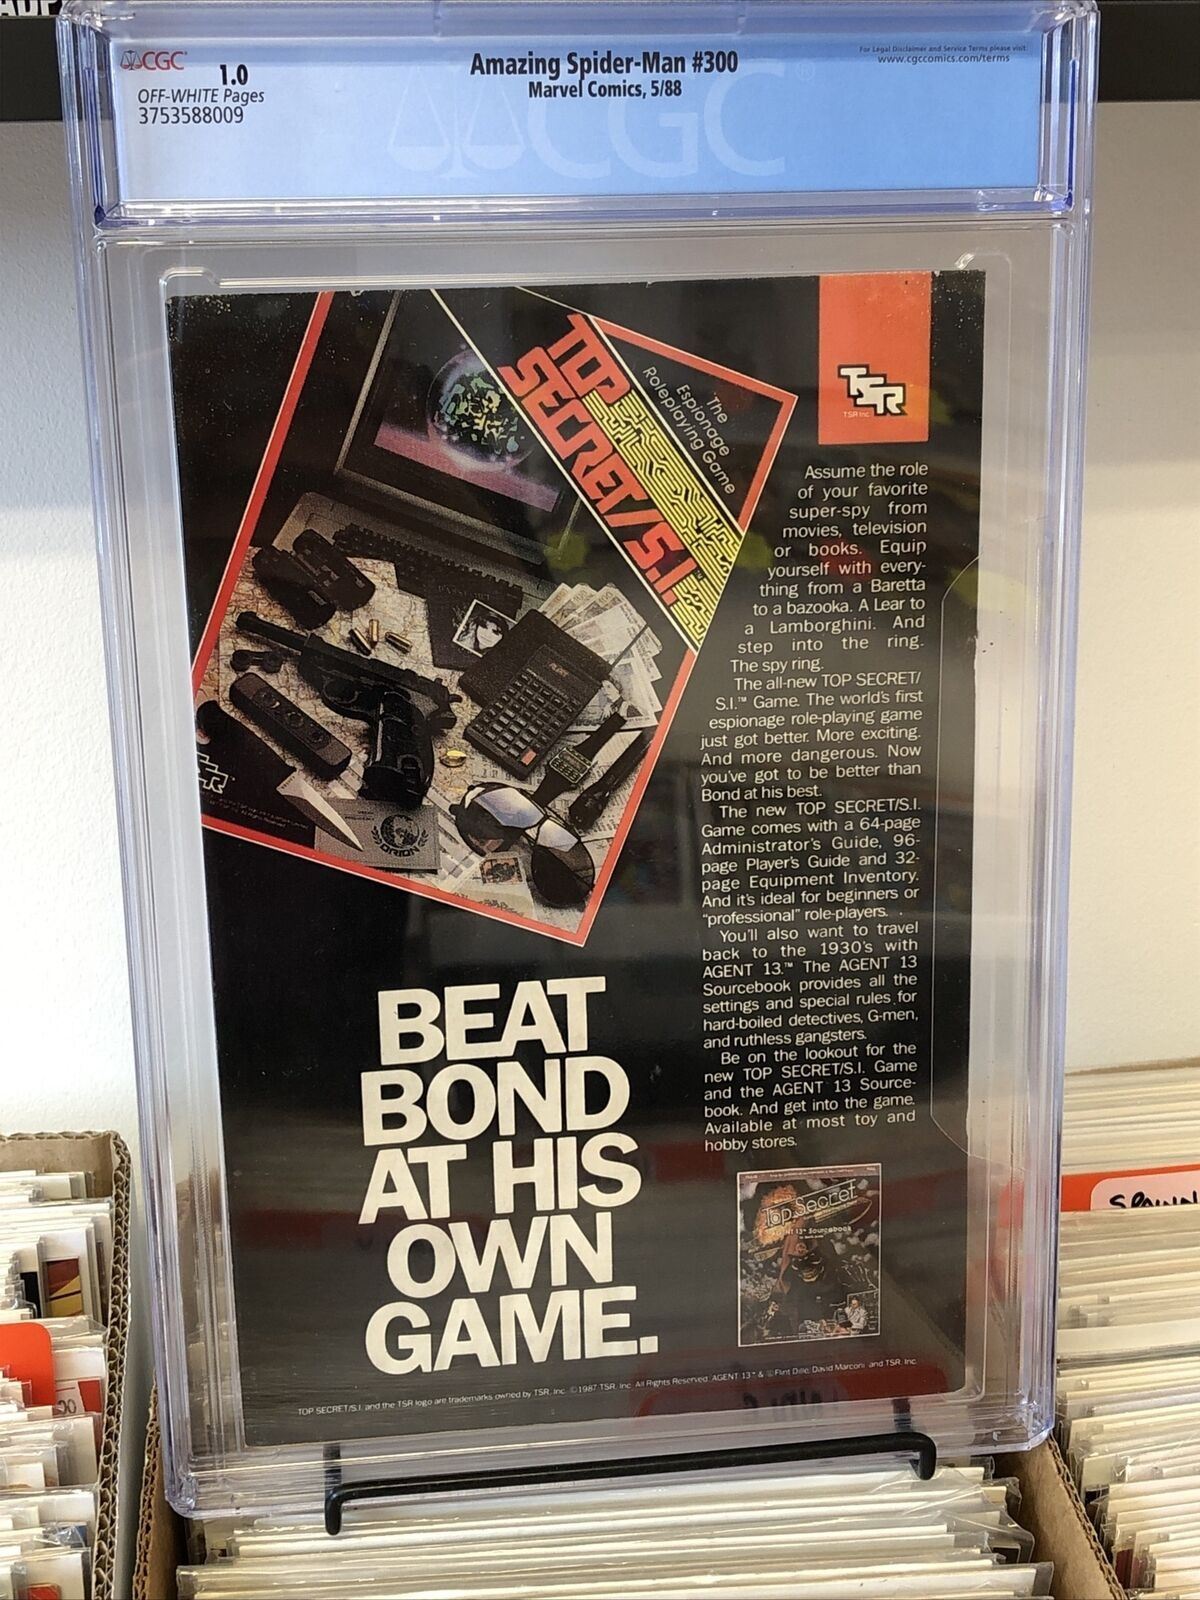 CGC
1.0
OFF-WHITE Pages
3753588009
Amazing Spider-Man #300
Marvel Comics, 5/88
For Legal Disclaimer and Service Terms please visit:
www.cgccomics.com/terms
CGC
TOP
SECRET/S.I.™
The
Espionage
Roleplaying Game
TSR
TSR Inc.
ORION
Assume the role
of your favorite
super-spy from
movies, television
or books. Equip
yourself with every-
thing from a Baretta
to a bazooka. A Lear to
a Lamborghini. And
step into the ring.
The spy ring.
The all-new TOP SECRET/
S.I.™ Game. The world's first
espionage role-playing game
just got better. More exciting.
And more dangerous. Now
you've got to be better than
Bond at his best.
The new TOP SECRET/S.I.
Game comes with a 64-page
Administrator's Guide, 96-
page Player's Guide and 32-
page Equipment Inventory.
And it's ideal for beginners or
"professional" role-players.
You'll also want to travel
back to the 1930's with
AGENT 13.™ The AGENT 13
Sourcebook provides all the
settings and special rules for
hard-boiled detectives, G-men,
and ruthless gangsters.
Be on the lookout for the
new TOP SECRET/S.I. Game
and the AGENT 13 Source-
book. And get into the game.
Available at most toy and
hobby stores.
BEAT
BOND
AT HIS
OWN
GAME.
Top Secret
AGENT 13™ Sourcebook
TSR
TOP SECRET/S.I. and the TSR logo are trademarks owned by TSR, Inc. ©1987 TSR, Inc. All Rights Reserved. AGENT 13™ & © Flint Dille, David Marconi, and TSR, Inc.